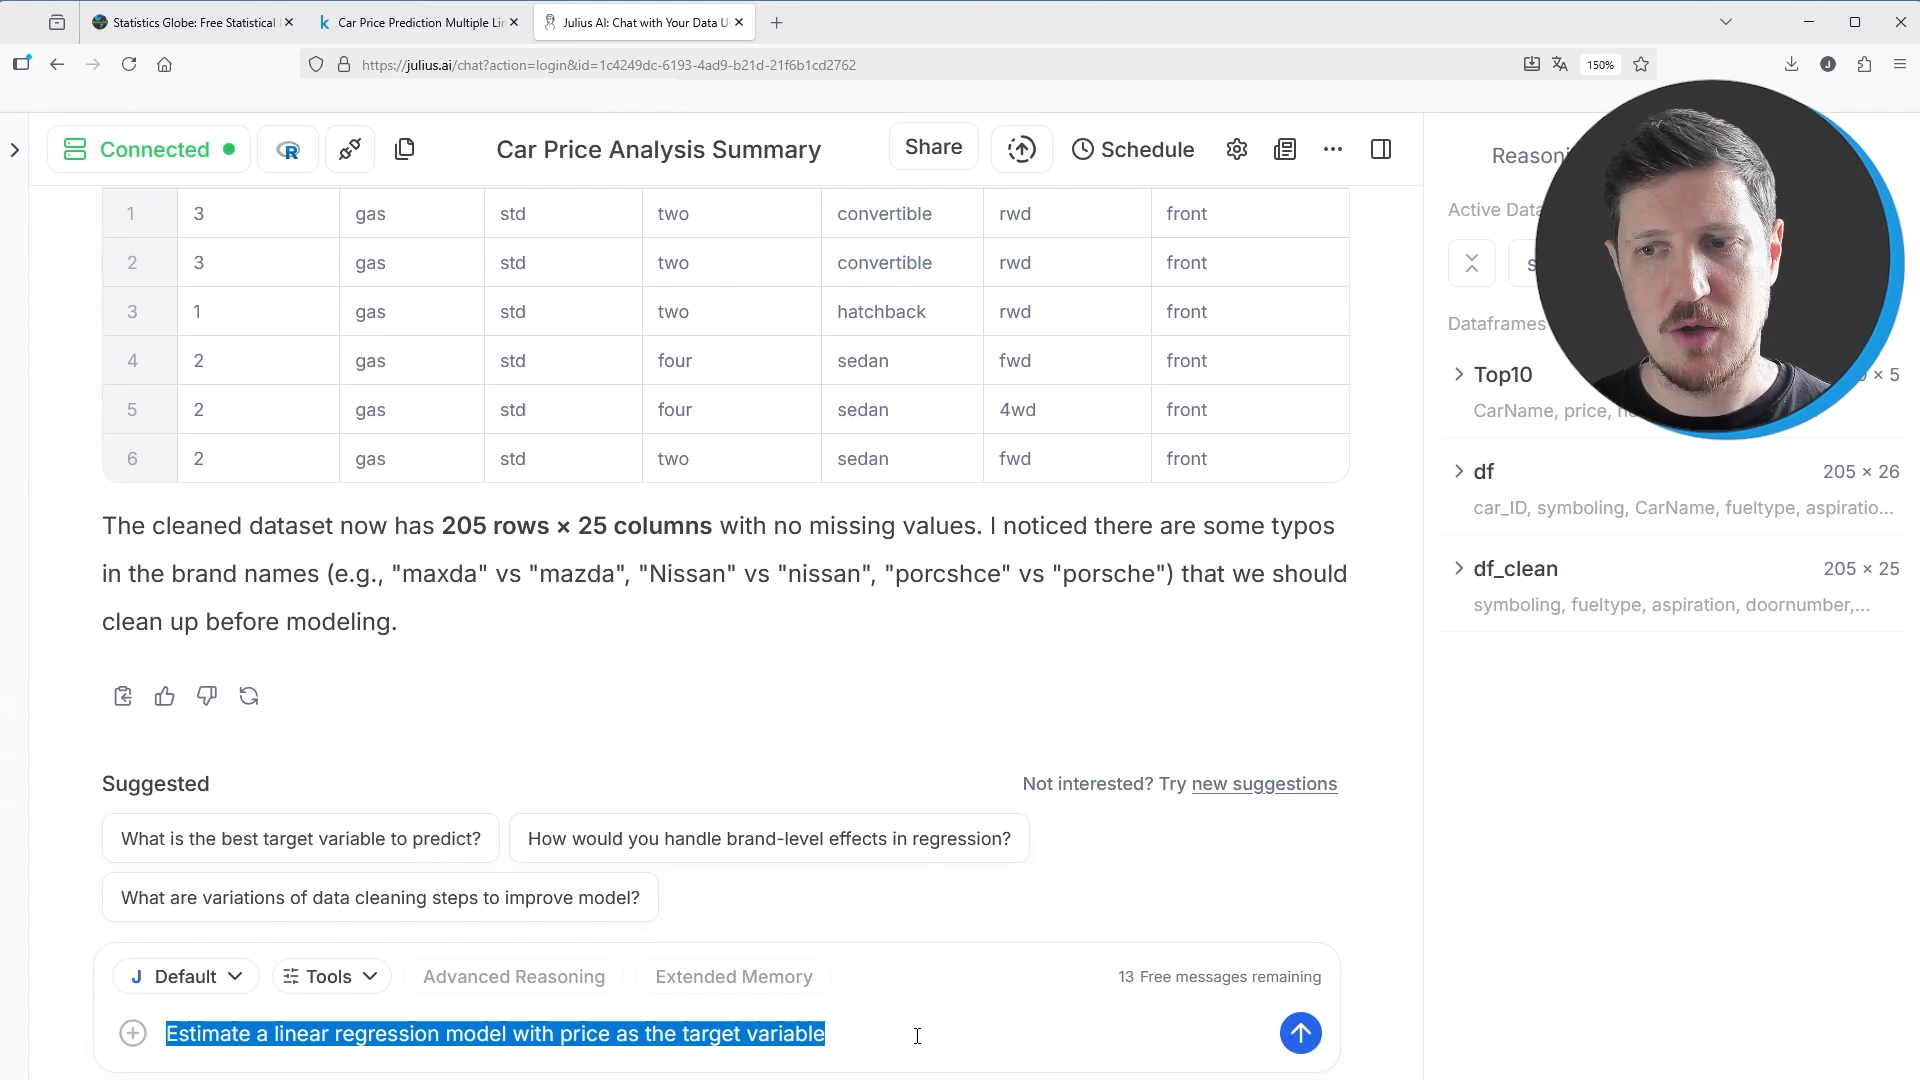 Statistics Globe: Free Statistical
Car Price Prediction Multiple Lin
Julius AI: Chat with Your Data U
https://julius.ai/chat?action=login&id=1c4249dc-6193-4ad9-b21d-21f6b1cd2762
150%
J
Connected
R
Car Price Analysis Summary
Share
Schedule
1 3 gas std two convertible rwd front
2 3 gas std two convertible rwd front
3 1 gas std two hatchback rwd front
4 2 gas std four sedan fwd front
5 2 gas std four sedan 4wd front
6 2 gas std two sedan fwd front
The cleaned dataset now has 205 rows × 25 columns with no missing values. I noticed there are some typos
in the brand names (e.g., "maxda" vs "mazda", "Nissan" vs "nissan", "porcshce" vs "porsche") that we should
clean up before modeling.
Suggested
Not interested? Try new suggestions
What is the best target variable to predict?
How would you handle brand-level effects in regression?
What are variations of data cleaning steps to improve model?
J Default
Tools
Advanced Reasoning
Extended Memory
13 Free messages remaining
Estimate a linear regression model with price as the target variable
Active Data
Dataframes
Top10 × 5
CarName, price,
df 205 × 26
car_ID, symboling, CarName, fueltype, aspiratio...
df_clean 205 × 25
symboling, fueltype, aspiration, doornumber,...